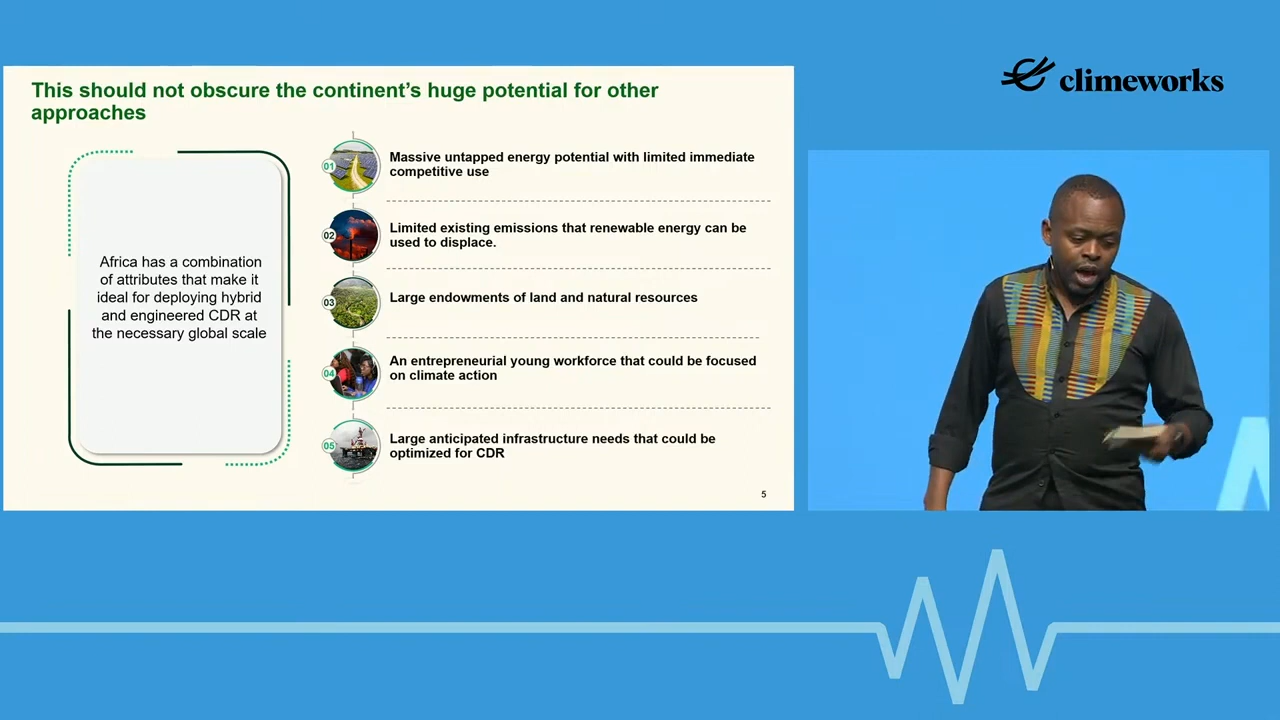 climeworks
This should not obscure the continent’s huge potential for other
approaches
Africa has a combination
of attributes that make it
ideal for deploying hybrid
and engineered CDR at
the necessary global scale
01
Massive untapped energy potential with limited immediate
competitive use
02
Limited existing emissions that renewable energy can be
used to displace.
03
Large endowments of land and natural resources
04
An entrepreneurial young workforce that could be focused
on climate action
05
Large anticipated infrastructure needs that could be
optimized for CDR
5